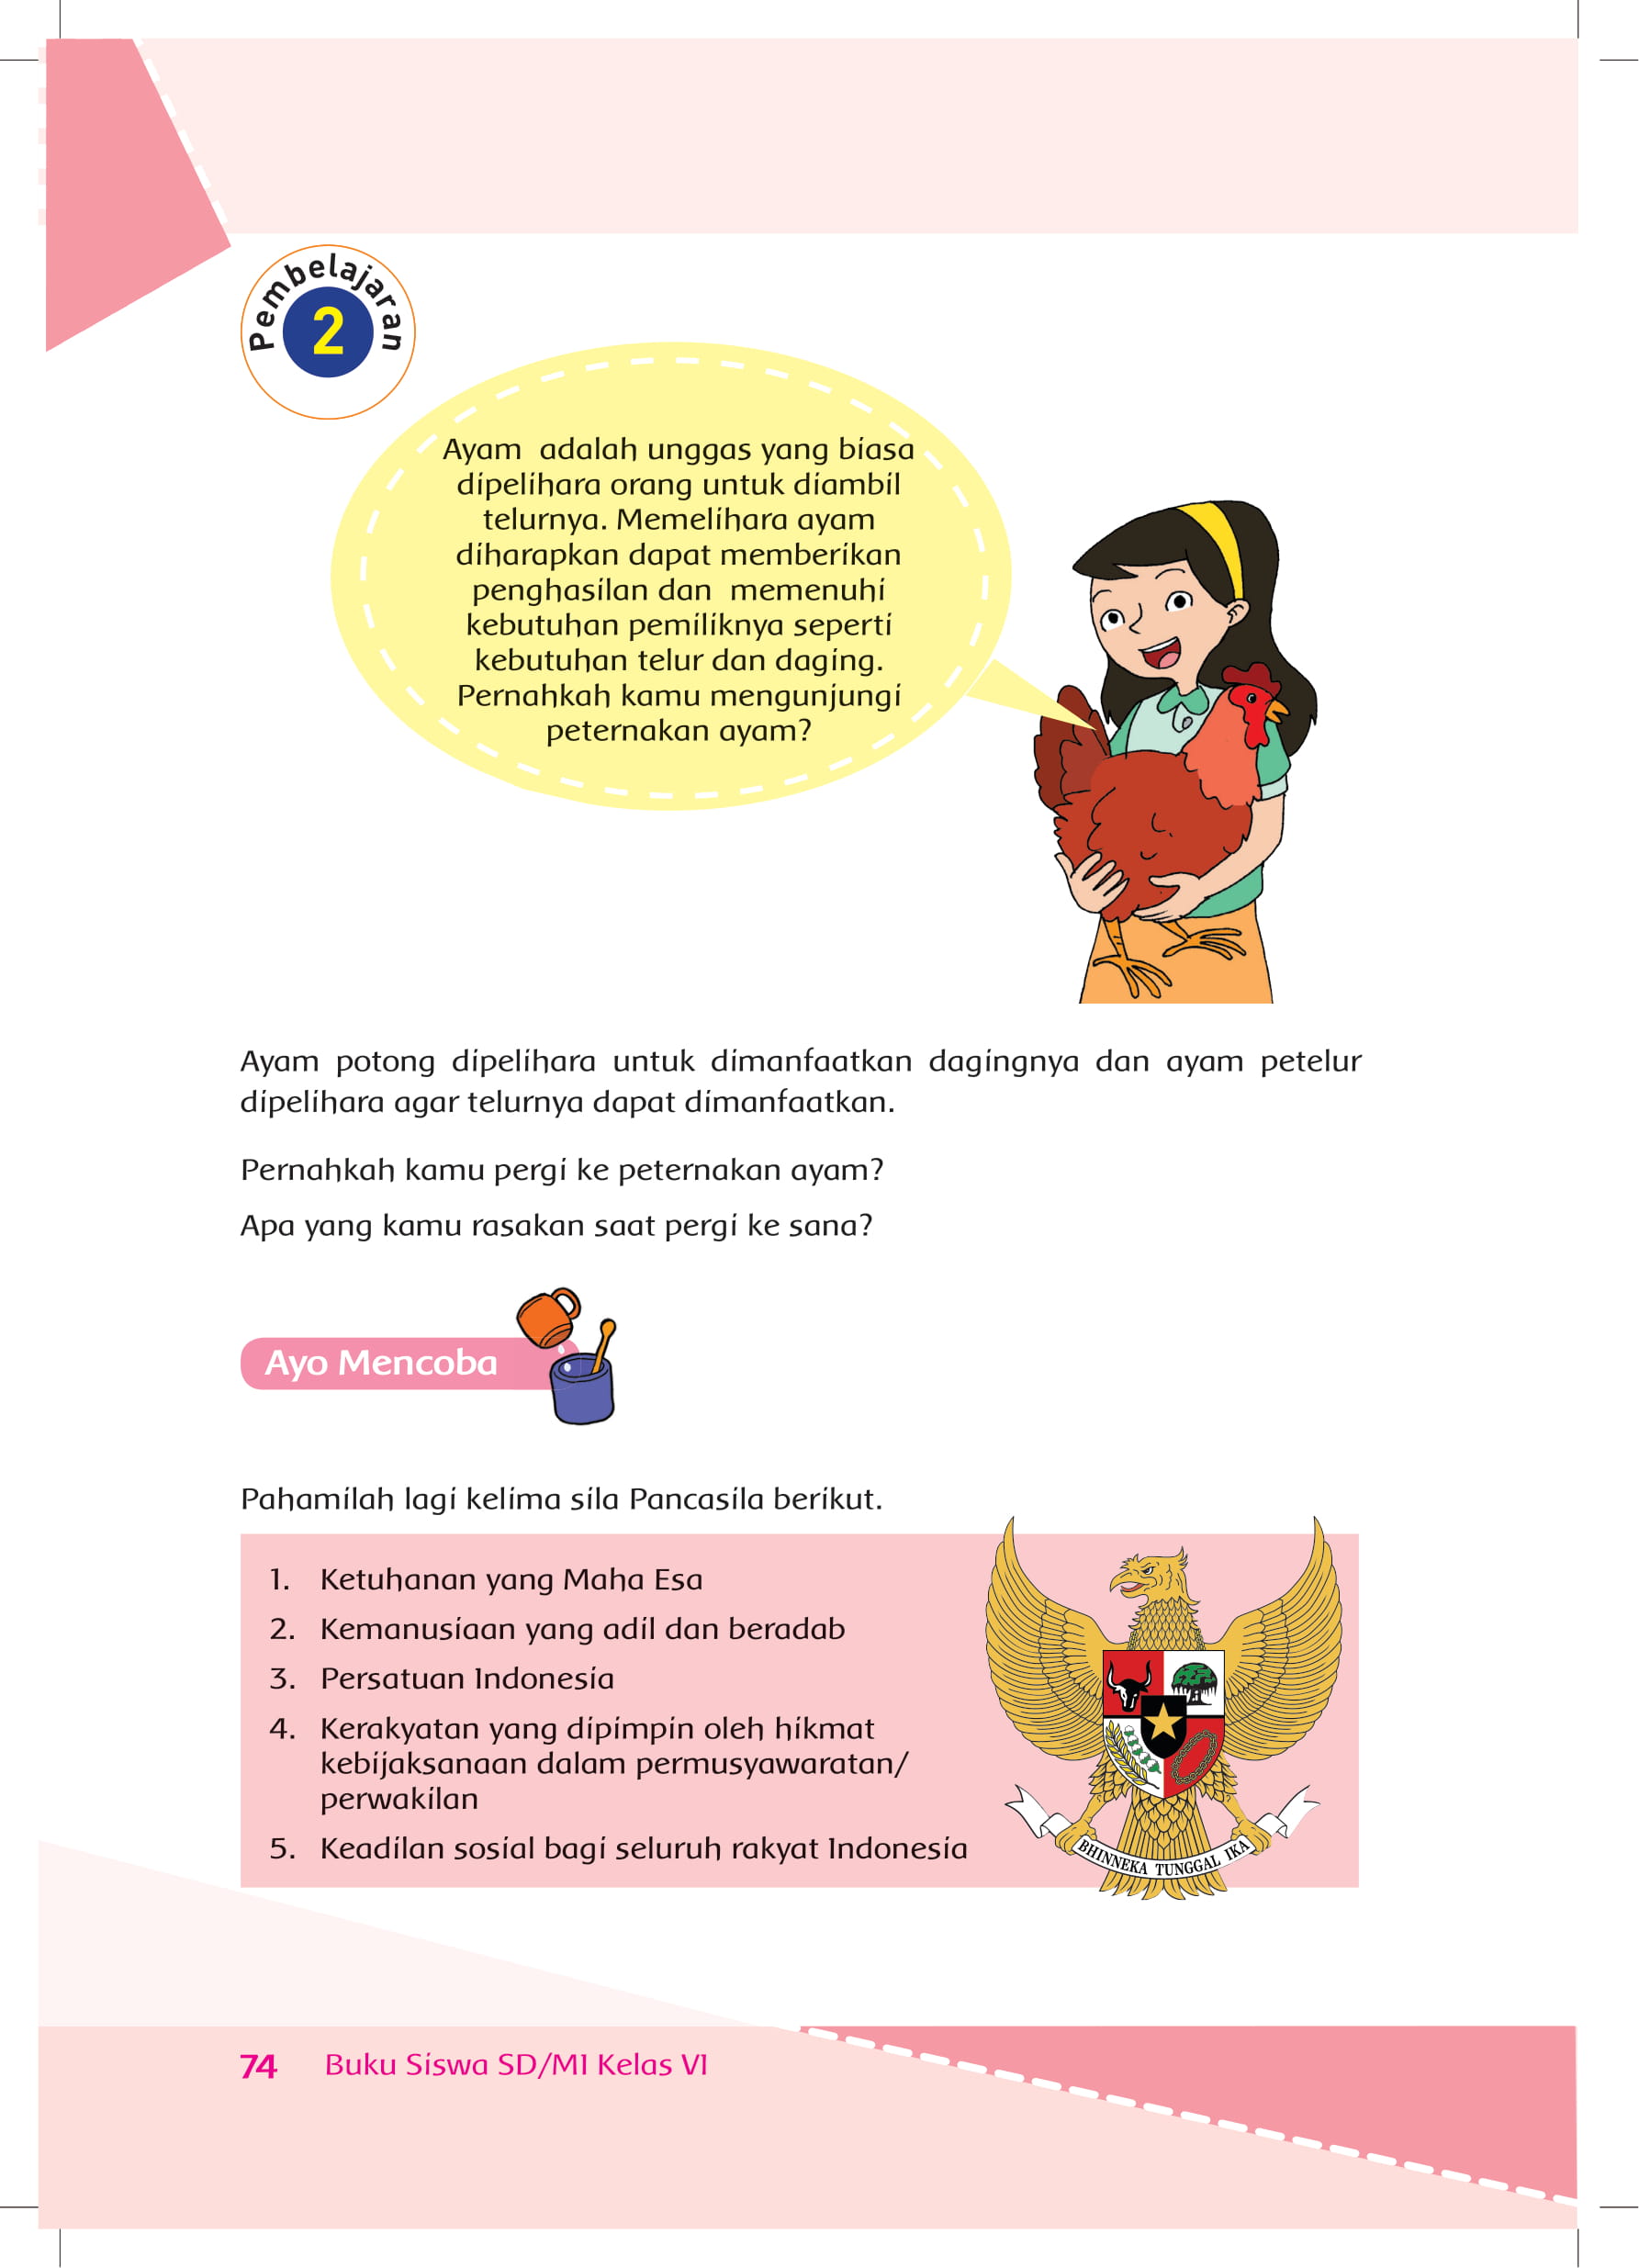 Pembelajaran
2
Ayam adalah unggas yang biasa
dipelihara orang untuk diambil
telurnya. Memelihara ayam
diharapkan dapat memberikan
penghasilan dan memenuhi
kebutuhan pemiliknya seperti
kebutuhan telur dan daging.
Pernahkah kamu mengunjungi
peternakan ayam?
Ayam potong dipelihara untuk dimanfaatkan dagingnya dan ayam petelur
dipelihara agar telurnya dapat dimanfaatkan.
Pernahkah kamu pergi ke peternakan ayam?
Apa yang kamu rasakan saat pergi ke sana?
Ayo Mencoba
Pahamilah lagi kelima sila Pancasila berikut.
1. Ketuhanan yang Maha Esa
2. Kemanusiaan yang adil dan beradab
3. Persatuan Indonesia
4. Kerakyatan yang dipimpin oleh hikmat
kebijaksanaan dalam permusyawaratan/
perwakilan
5. Keadilan sosial bagi seluruh rakyat Indonesia
BHINNEKA TUNGGAL IKA
74 Buku Siswa SD/MI Kelas VI